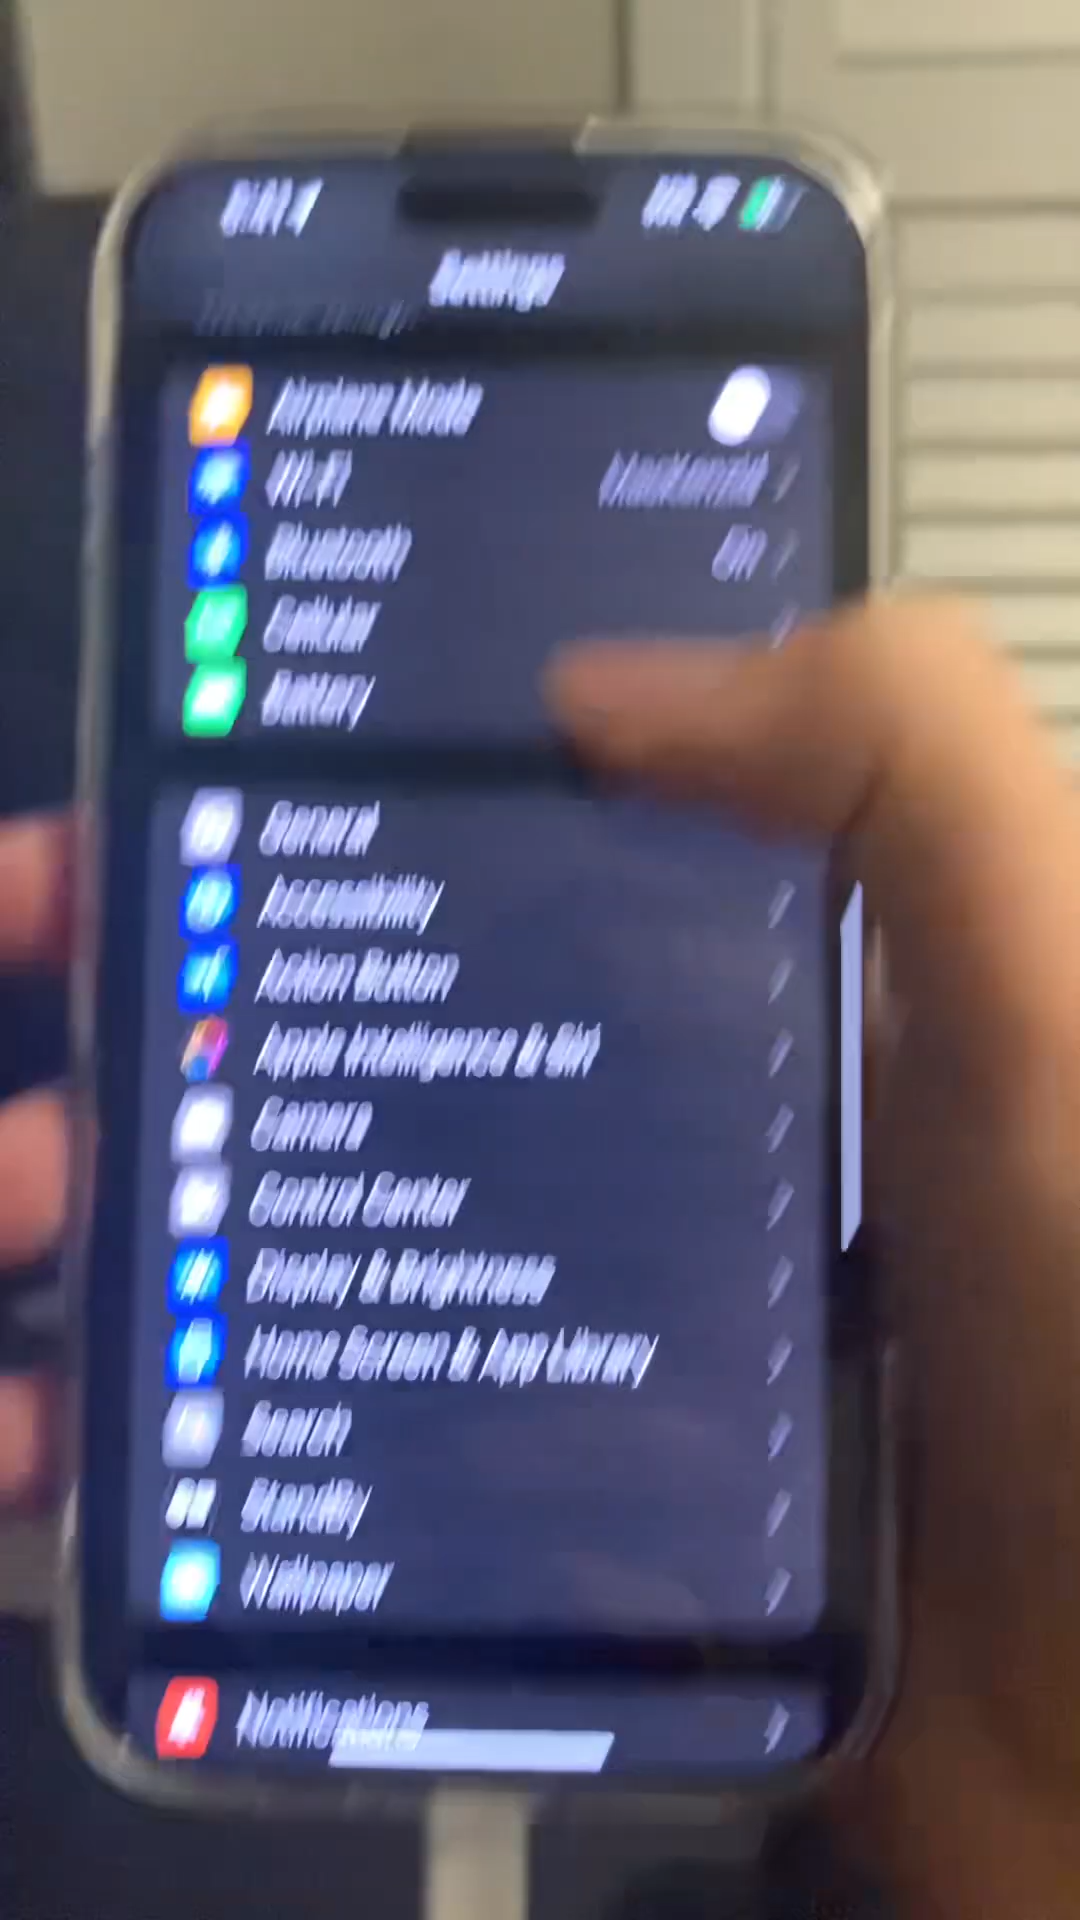 Settings
Airplane Mode
Wi-Fi
Bluetooth
On
Cellular
Battery
General
Accessibility
Action Button
Apple Intelligence & Siri
Camera
Control Center
Display & Brightness
Home Screen & App Library
Search
StandBy
Wallpaper
Notifications